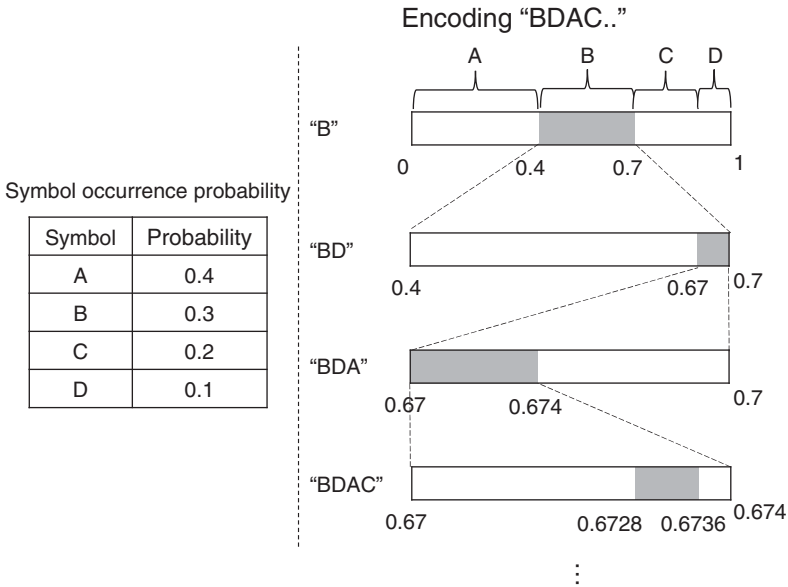 Encoding “BDAC..”
A B C D
“B”
0 0.4 0.7 1
Symbol occurrence probability
Symbol Probability
A 0.4
B 0.3
C 0.2
D 0.1
“BD”
0.4 0.67 0.7
“BDA”
0.67 0.674 0.7
“BDAC”
0.67 0.6728 0.6736 0.674
⋮